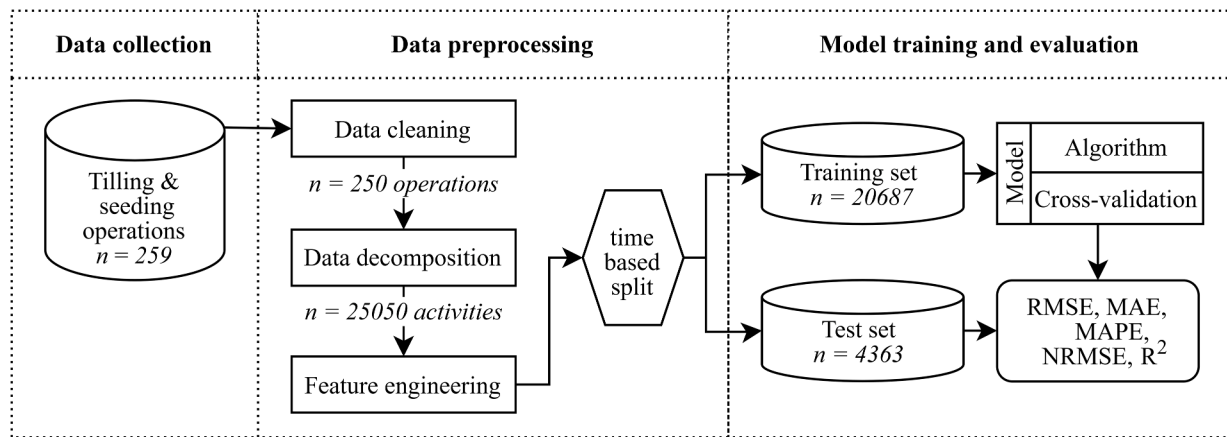 Data collection
Data preprocessing
Model training and evaluation
Tilling &
seeding
operations
n = 259
Data cleaning
n = 250 operations
Data decomposition
n = 25050 activities
Feature engineering
time
based
split
Training set
n = 20687
Test set
n = 4363
Model
Algorithm
Cross-validation
RMSE, MAE,
MAPE,
NRMSE, R²